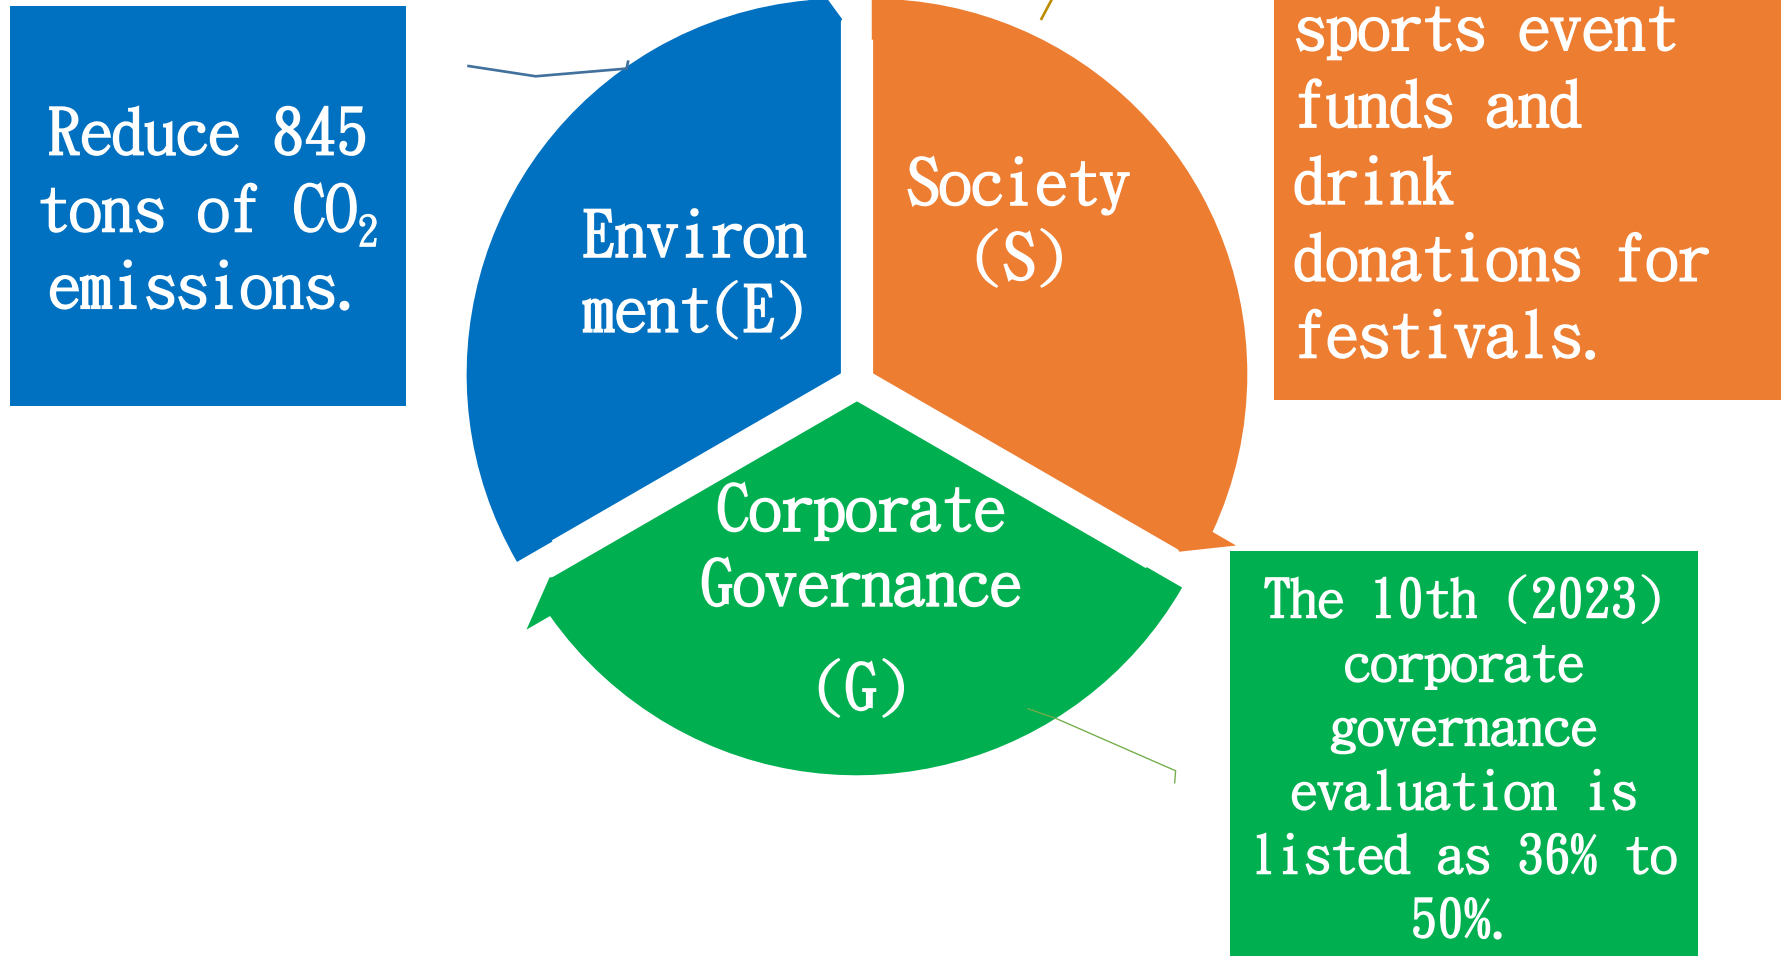 Reduce 845
tons of CO₂
emissions.
Environ
ment(E)
Society
(S)
sports event
funds and
drink
donations for
festivals.
Corporate
Governance
(G)
The 10th (2023)
corporate
governance
evaluation is
listed as 36% to
50%.